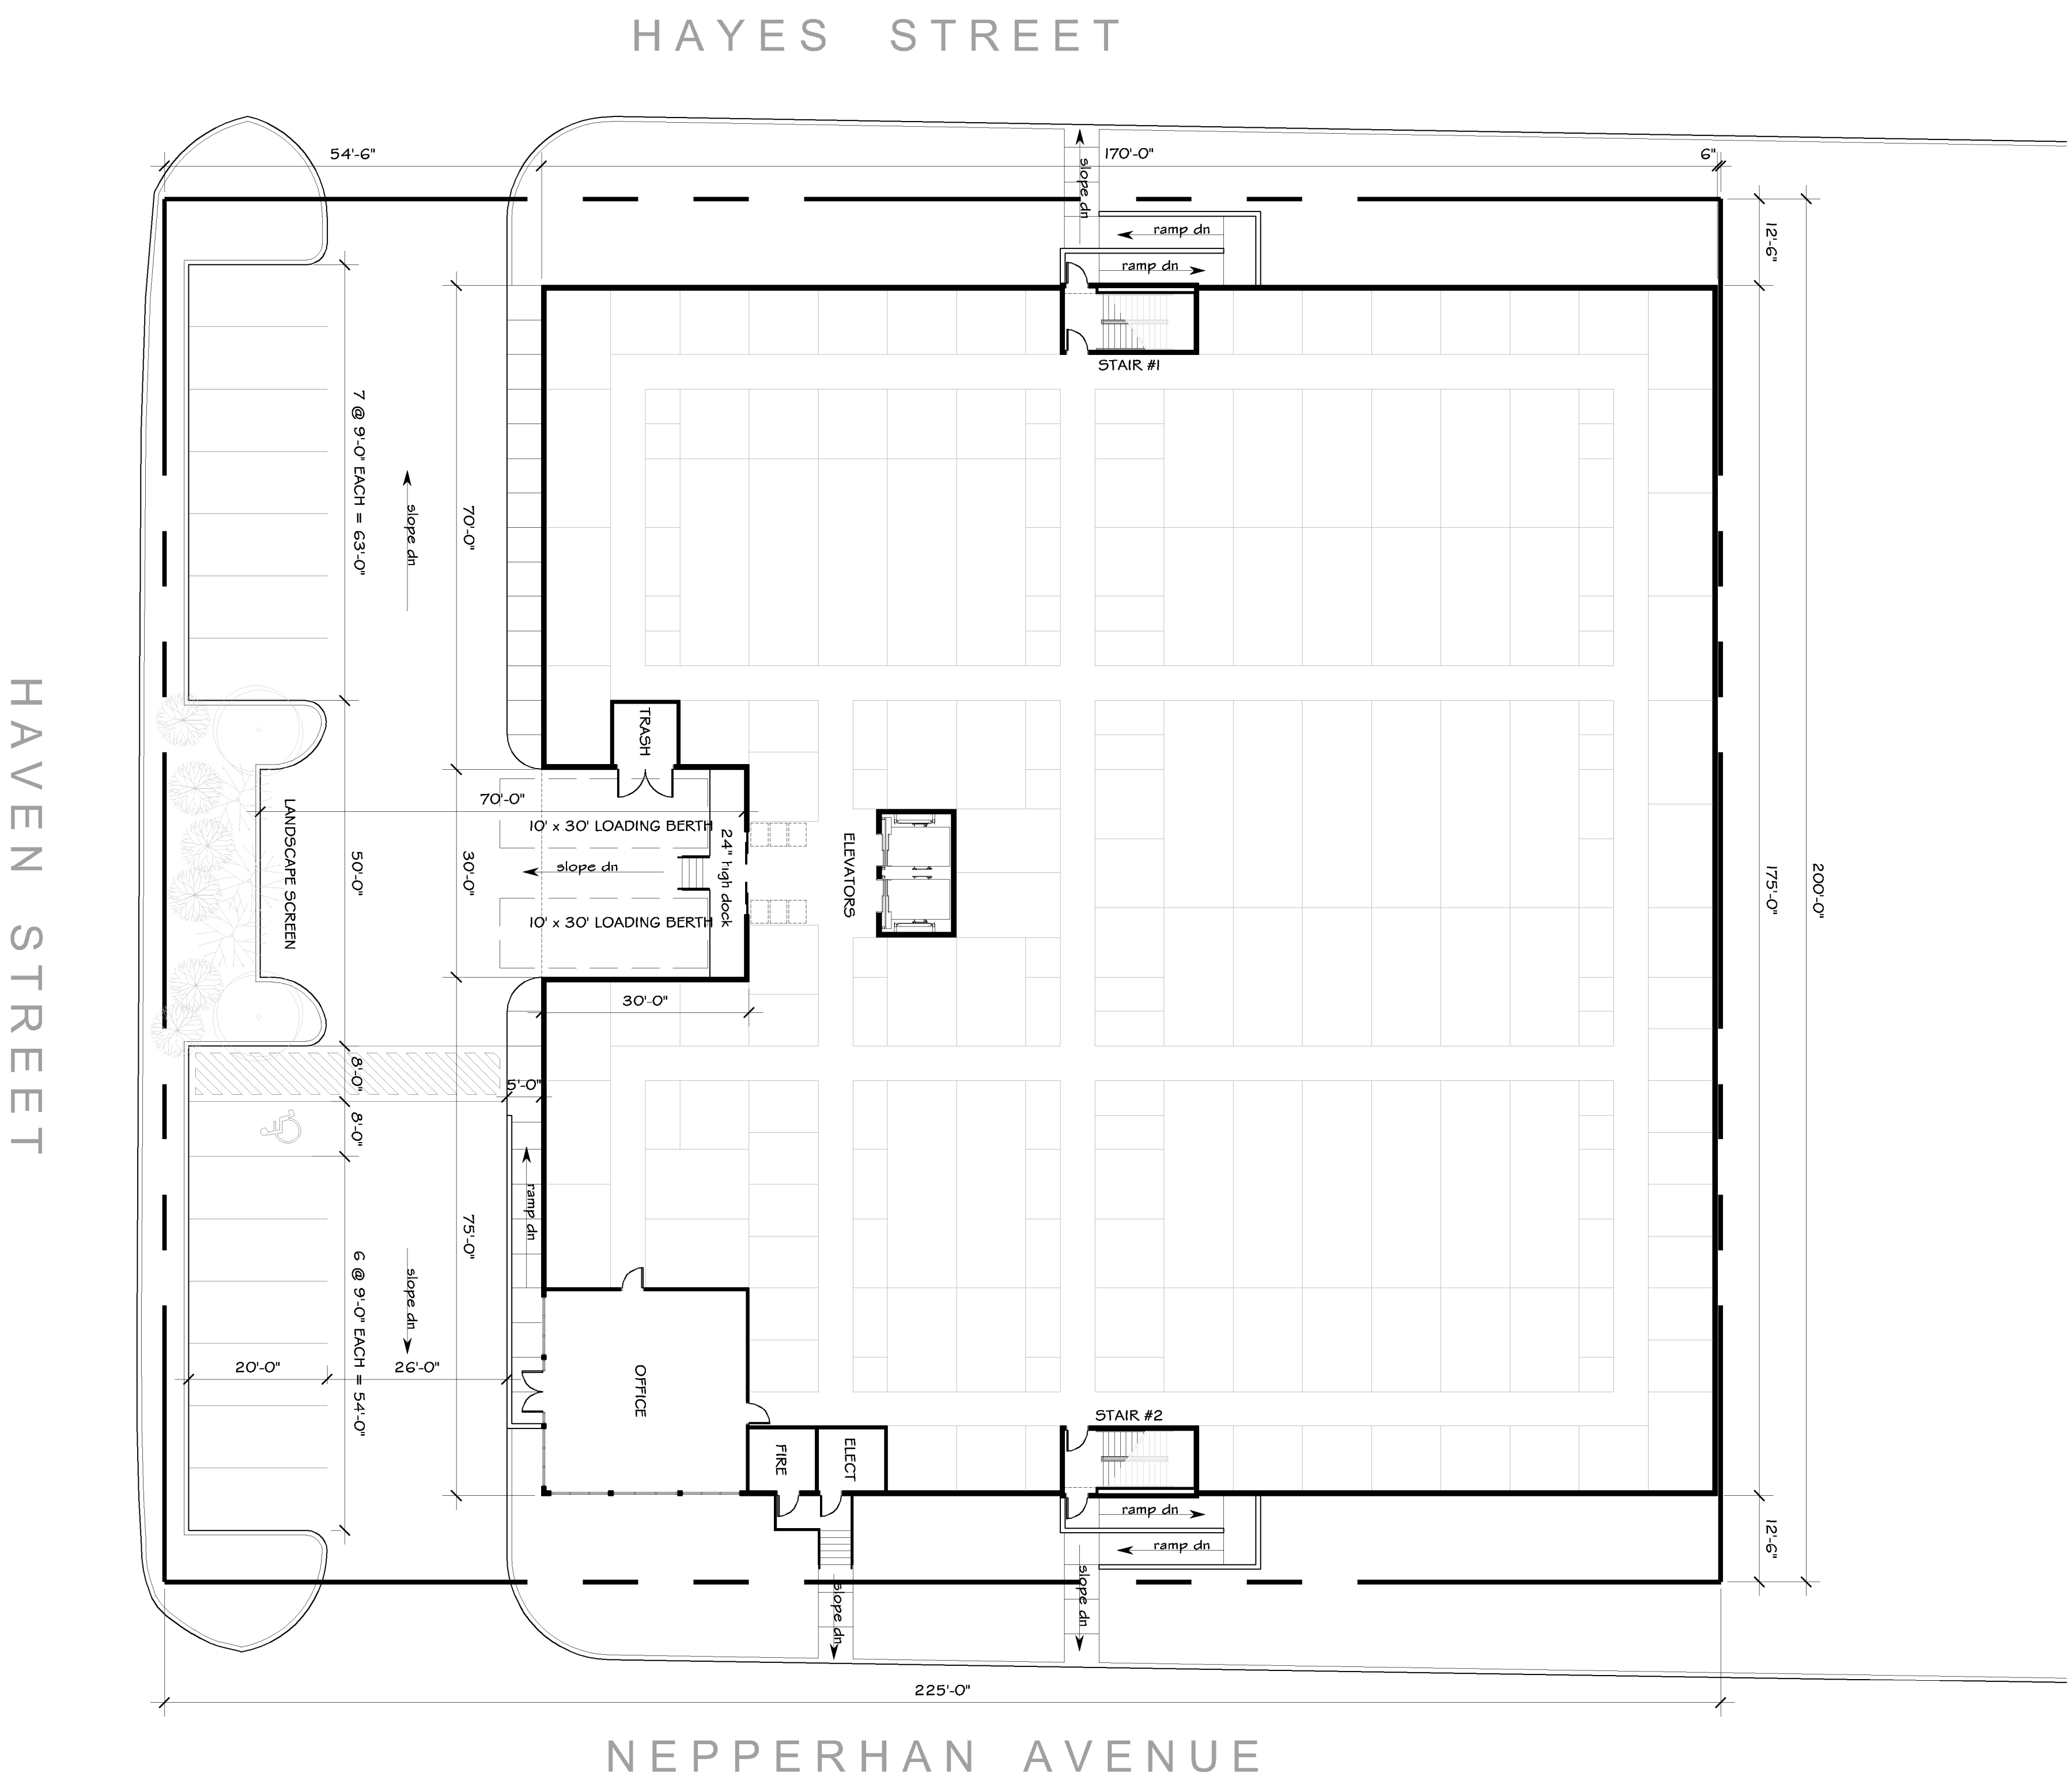 HAYES STREET
54'-6"
170'-0"
6"
slope dn
12'-6"
ramp dn
ramp dn
STAIR #1
7 @ 9'-0" EACH = 63'-0"
slope dn
70'-0"
HAVEN STREET
TRASH
70'-0"
10' x 30' LOADING BERTH
24" high dock
ELEVATORS
LANDSCAPE SCREEN
50'-0"
30'-0"
slope dn
10' x 30' LOADING BERTH
175'-0"
200'-0"
30'-0"
8'-0"
5'-0"
8'-0"
ramp dn
75'-0"
6 @ 9'-0" EACH = 54'-0"
slope dn
20'-0"
26'-0"
OFFICE
STAIR #2
FIRE
ELECT
ramp dn
ramp dn
12'-6"
slope dn
slope dn
225'-0"
NEPPERHAN AVENUE